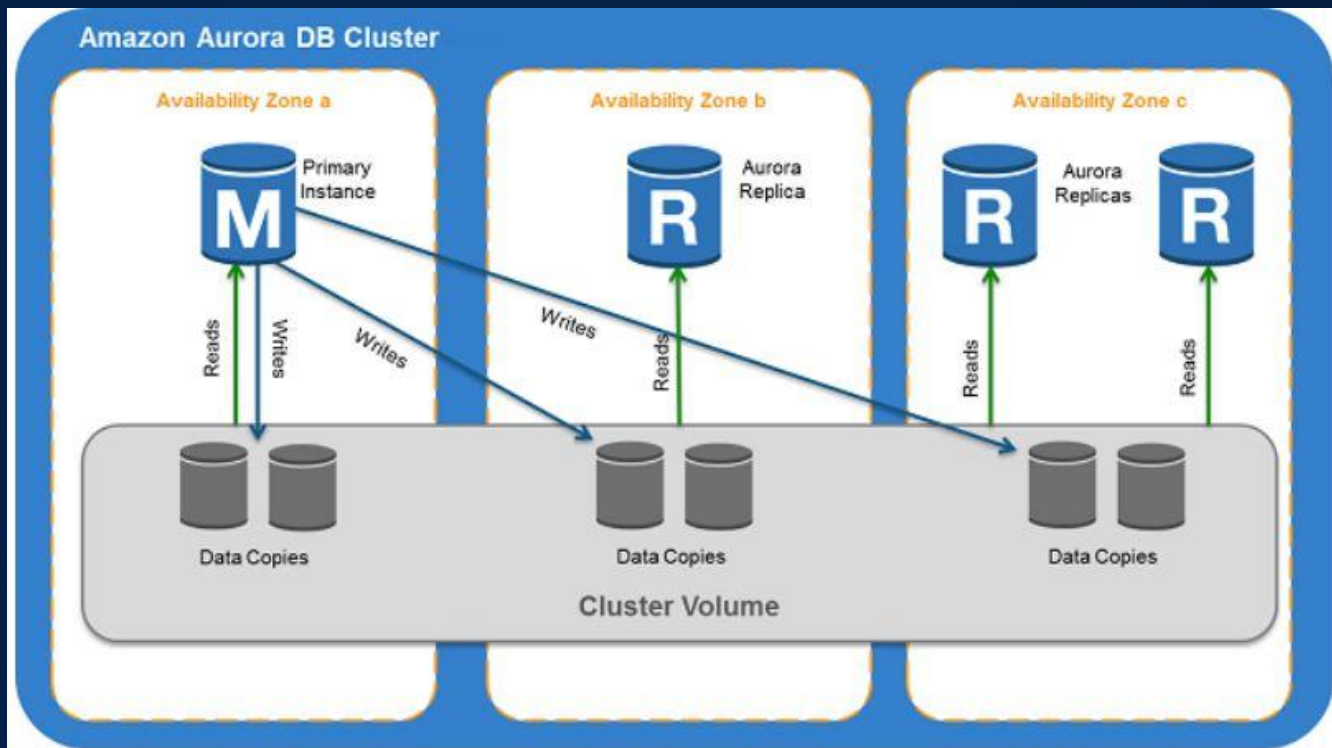 Amazon Aurora DB Cluster
Availability Zone a
Availability Zone b
Availability Zone c
M
Primary
Instance
R
Aurora
Replica
R
Aurora
Replicas
R
Reads
Writes
Writes
Writes
Reads
Reads
Reads
Data Copies
Data Copies
Data Copies
Cluster Volume